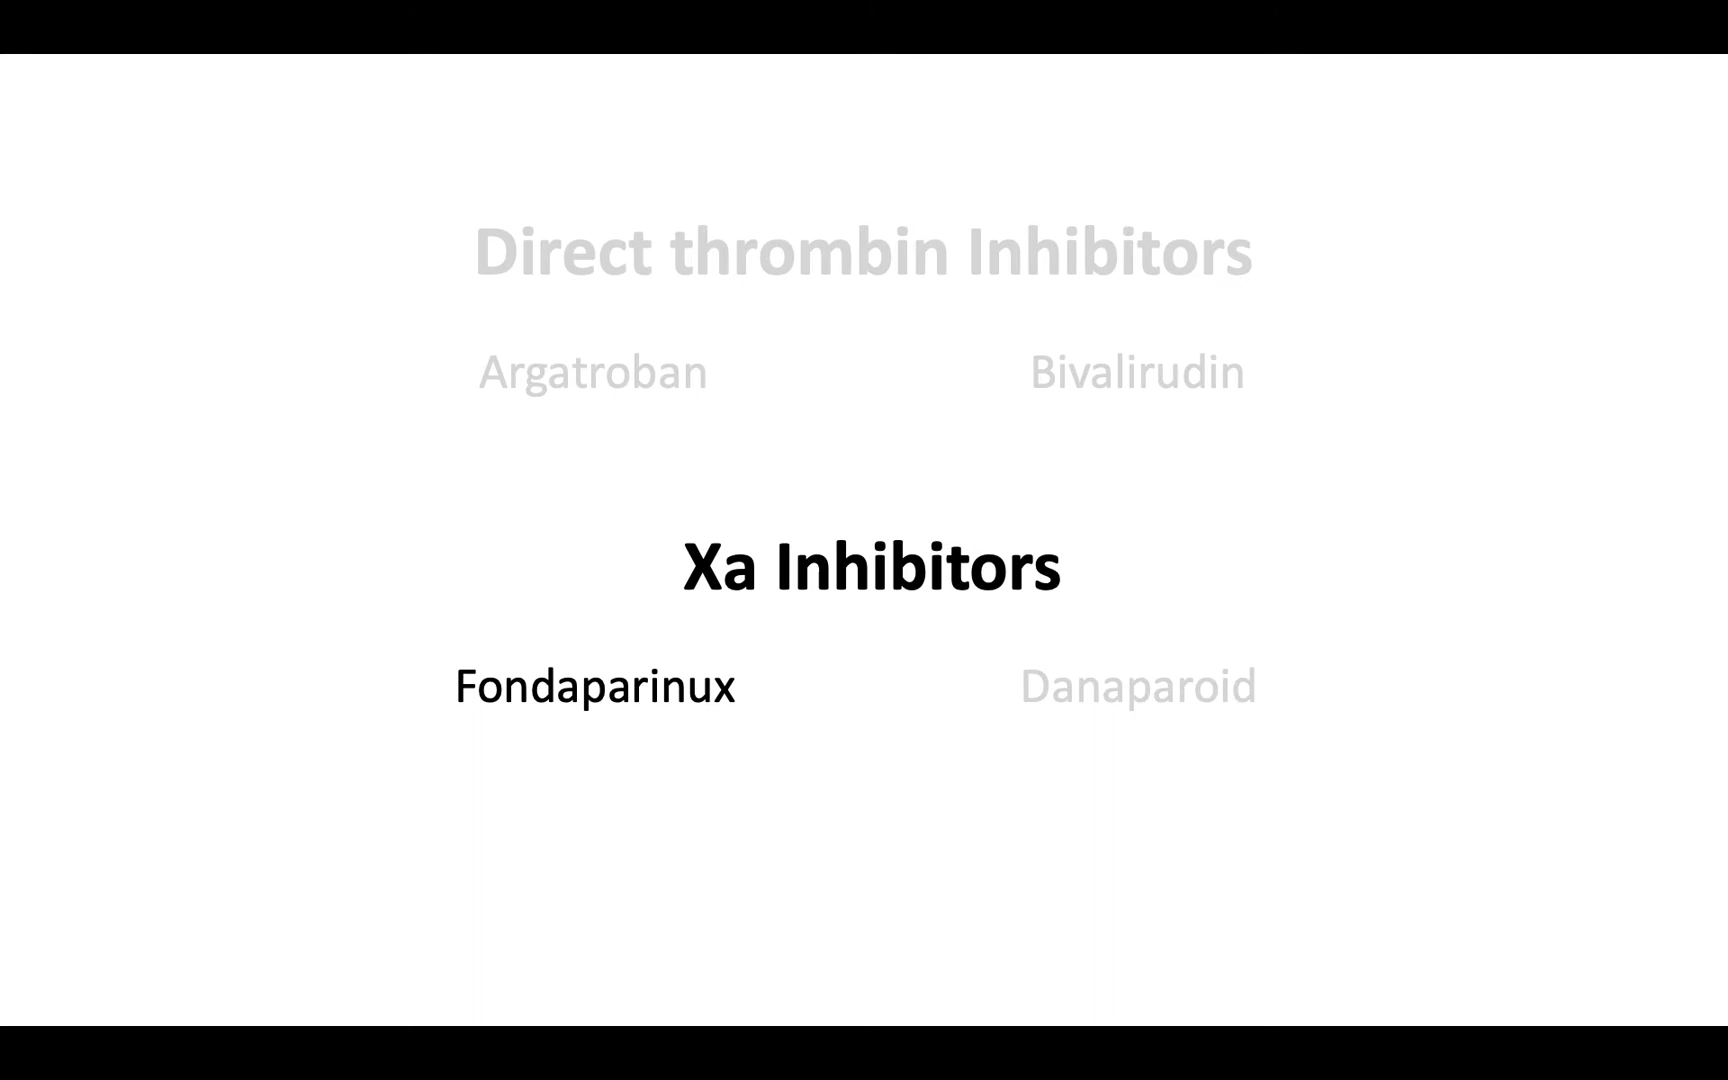 Direct thrombin Inhibitors
Argatroban Bivalirudin
Xa Inhibitors
Fondaparinux Danaparoid